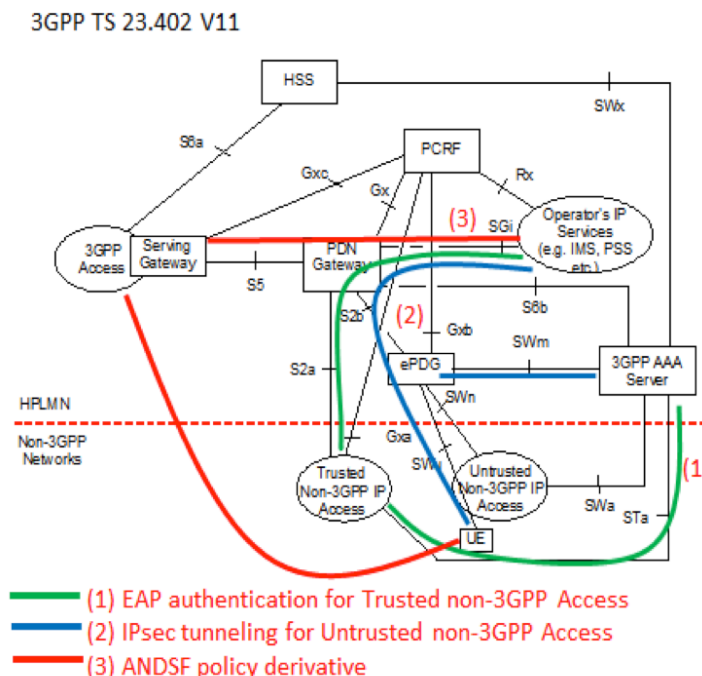 3GPP TS 23.402 V11
HSS
SWx
S6a
PCRF
Gxc
Gx
Rx
(3)
SGi
Operator's IP
Services
(e.g. IMS, PSS
etc.)
3GPP
Access
Serving
Gateway
PDN
Gateway
S5
S2b
(2)
S6b
Gxb
SWm
S2a
ePDG
3GPP AAA
Server
SWn
HPLMN
Non-3GPP
Networks
Gxa
(1
Trusted
Non-3GPP IP
Access
Untrusted
Non-3GPP IP
Access
SWa
STa
UE
(1) EAP authentication for Trusted non-3GPP Access
(2) IPsec tunneling for Untrusted non-3GPP Access
(3) ANDSF policy derivative